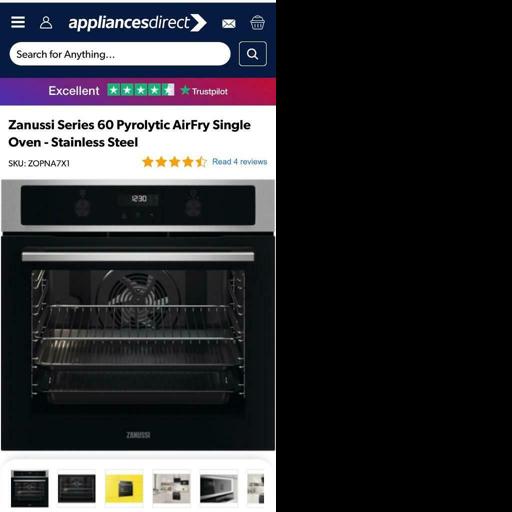 appliancesdirect
Search for Anything...
Excellent Trustpilot
Zanussi Series 60 Pyrolytic AirFry Single
Oven - Stainless Steel
SKU: ZOPNA7X1 Read 4 reviews
12:30
ZANUSSI